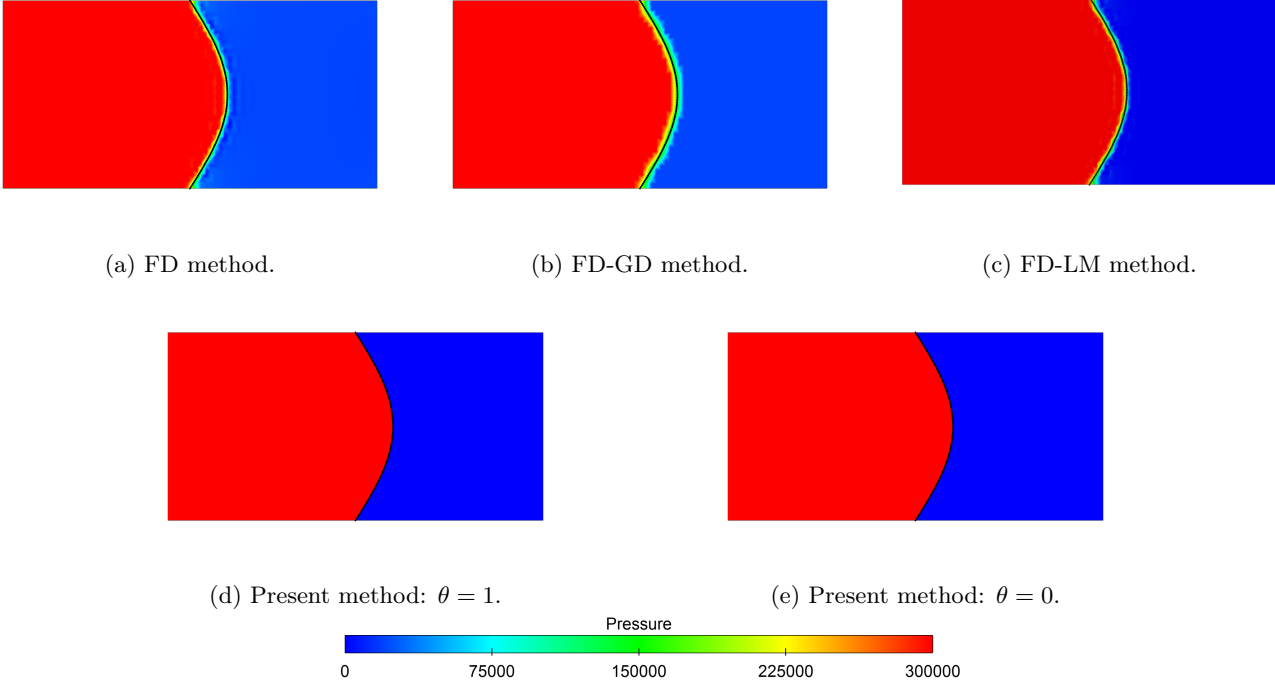 (a) FD method.
(b) FD-GD method.
(c) FD-LM method.
(d) Present method: θ = 1.
(e) Present method: θ = 0.
Pressure
0 75000 150000 225000 300000